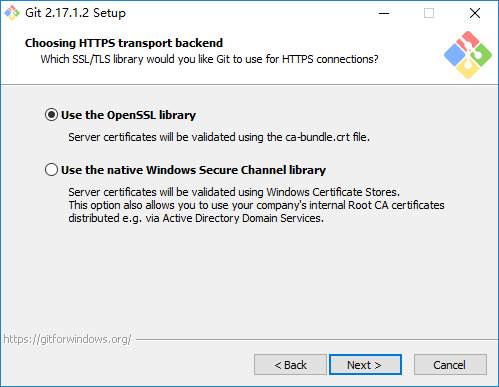 Git 2.17.1.2 Setup
Choosing HTTPS transport backend
Which SSL/TLS library would you like Git to use for HTTPS connections?
Use the OpenSSL library
Server certificates will be validated using the ca-bundle.crt file.
Use the native Windows Secure Channel library
Server certificates will be validated using Windows Certificate Stores.
This option also allows you to use your company's internal Root CA certificates
distributed e.g. via Active Directory Domain Services.
https://gitforwindows.org/
< Back Next > Cancel